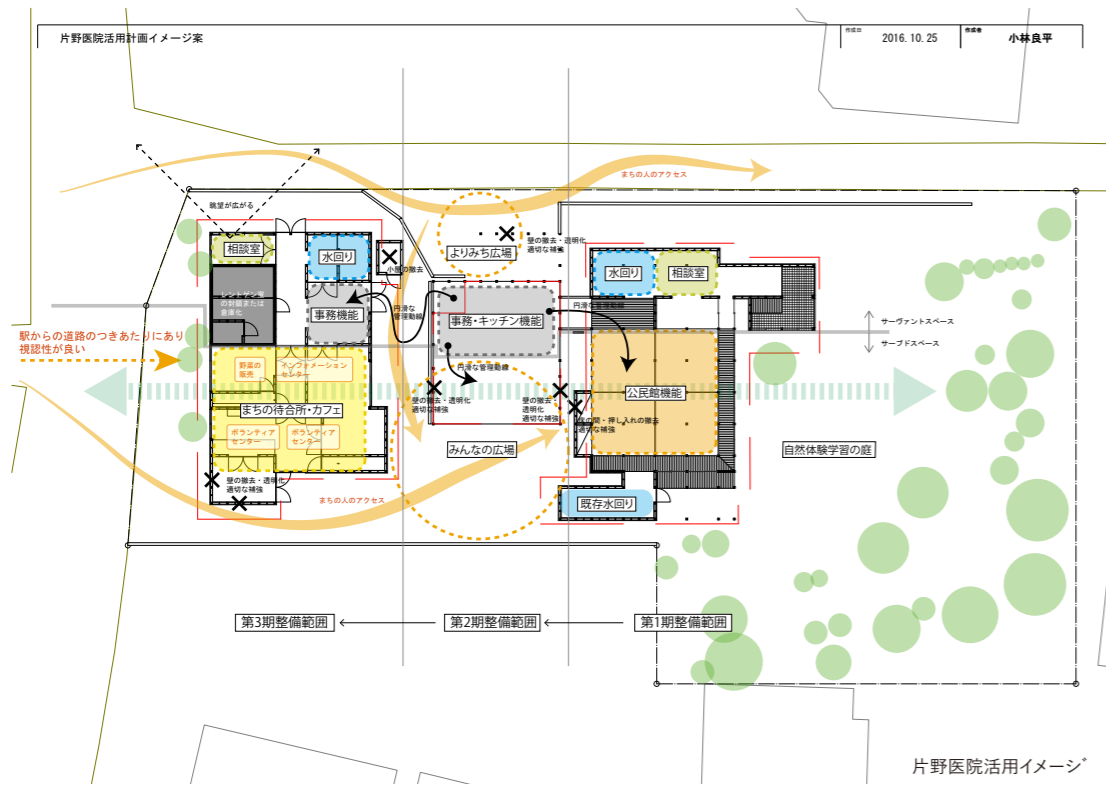 片野医院活用計画イメージ案
作成日
2016.10.25
作成者
小林良平
まちの人のアクセス
眺望が広がる
相談室
水回り
小屋の撤去
よりみち広場
壁の撤去・透明化
適切な補強
水回り
相談室
レントゲン室
倉庫化
事務機能
円滑な
管理動線
事務・キッチン機能
円滑な管理動線
サーヴァントスペース
サーブドスペース
駅からの道路のつきあたりにあり
視認性が良い
野菜の
販売
インフォメーション
センター
円滑な管理動線
公民館機能
まちの待合所・カフェ
壁の撤去・透明化
適切な補強
壁の撤去・
透明化
適切な補強
床の間・押し入れの撤去
適切な補強
ボランティア
センター
ボランティア
センター
みんなの広場
自然体験学習の庭
壁の撤去・透明化
適切な補強
まちの人のアクセス
既存水回り
第3期整備範囲
第2期整備範囲
第1期整備範囲
片野医院活用イメージ